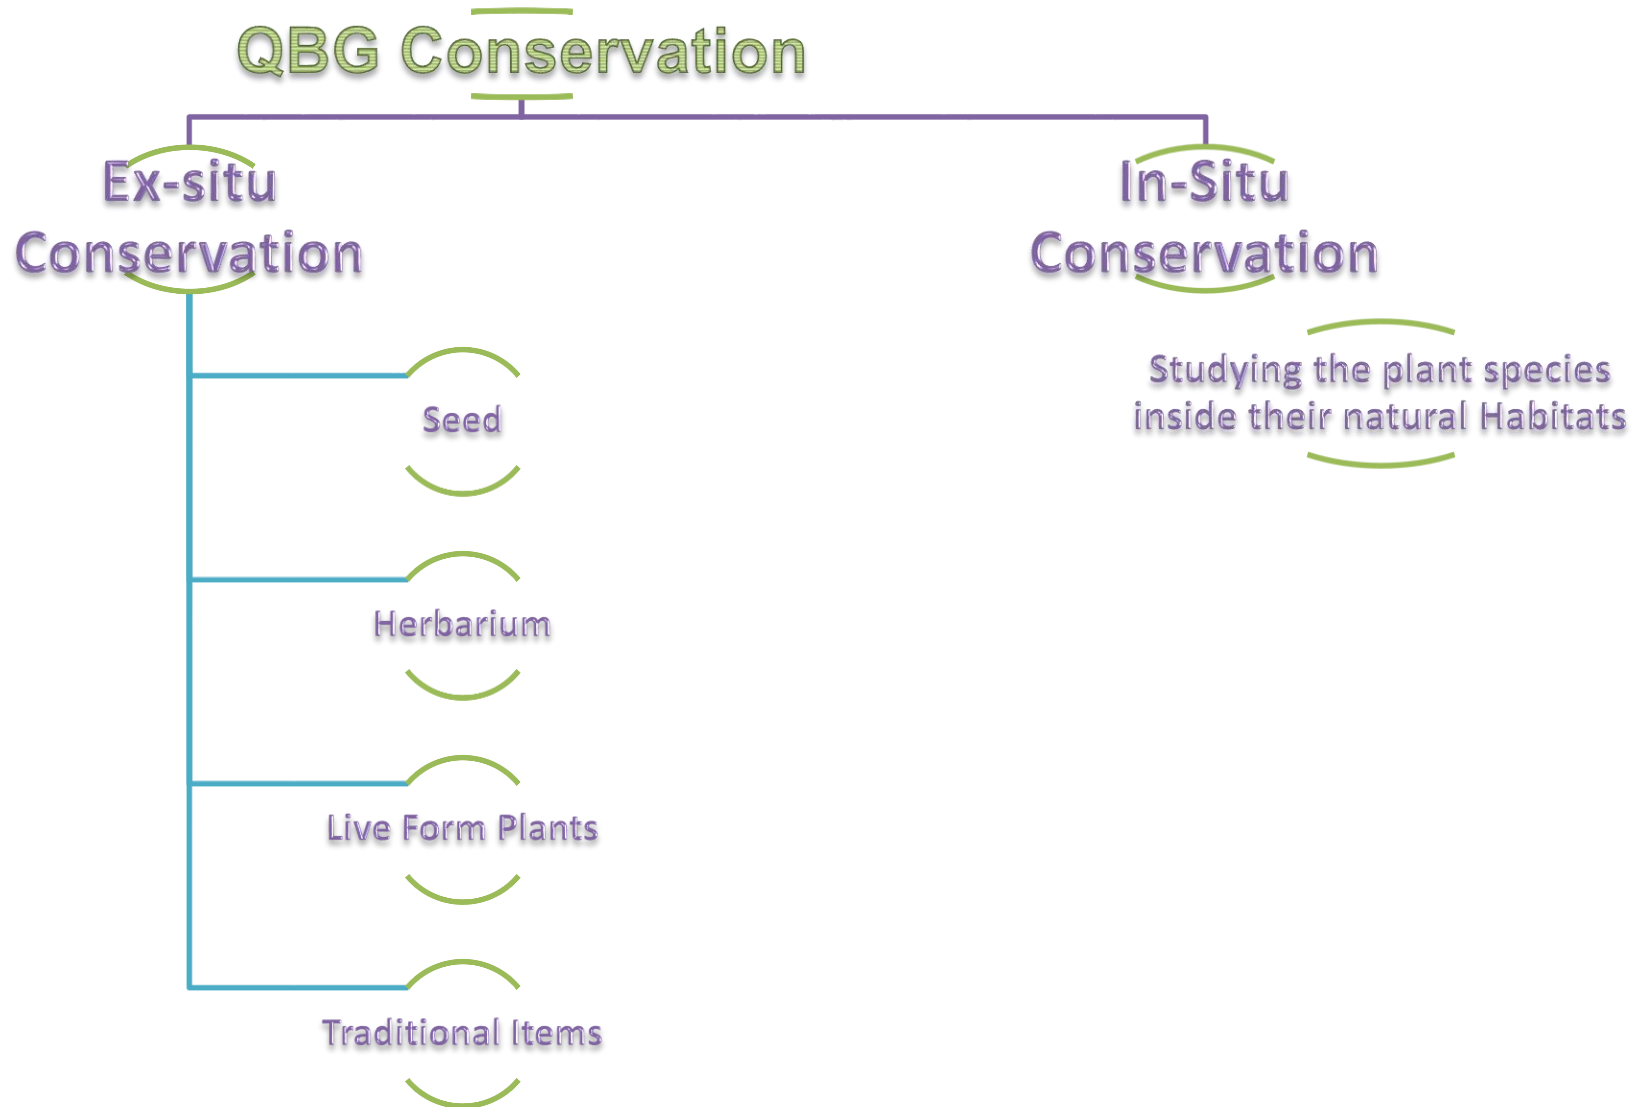 QBG Conservation
Ex-situ
Conservation
Seed
Herbarium
Live Form Plants
Traditional Items
In-Situ
Conservation
Studying the plant species
inside their natural Habitats